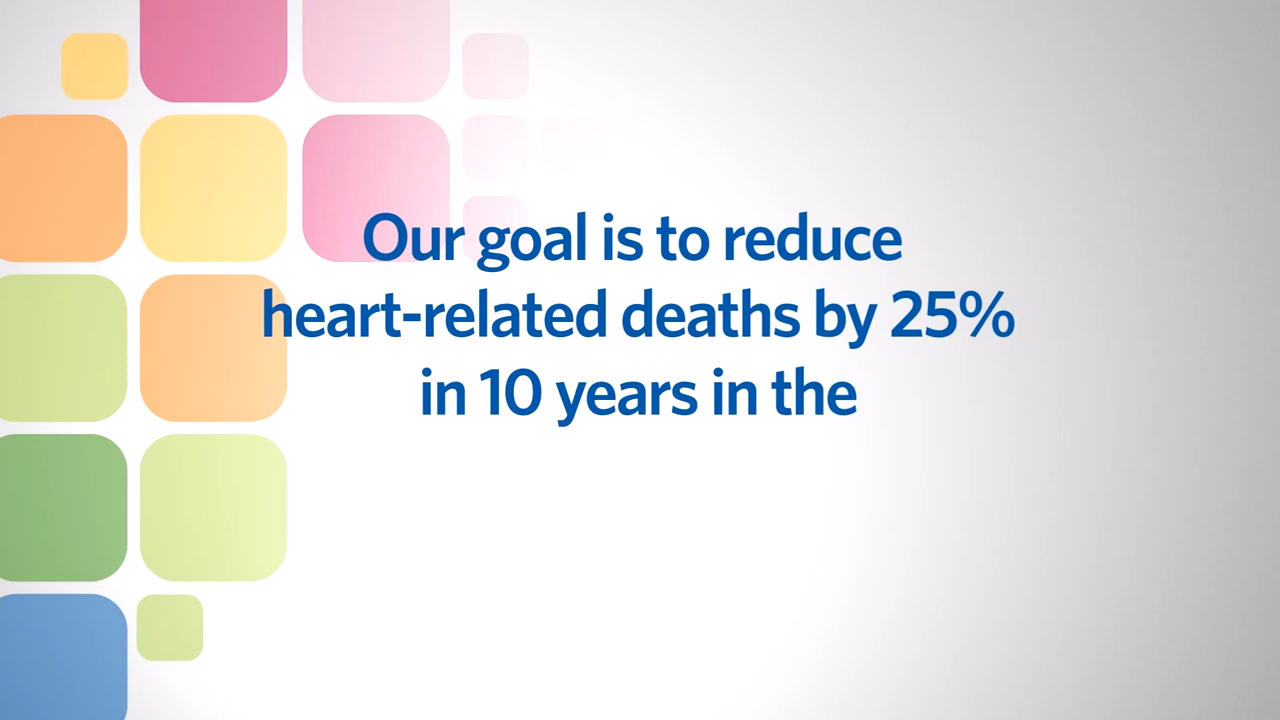 Our goal is to reduce
heart-related deaths by 25%
in 10 years in the